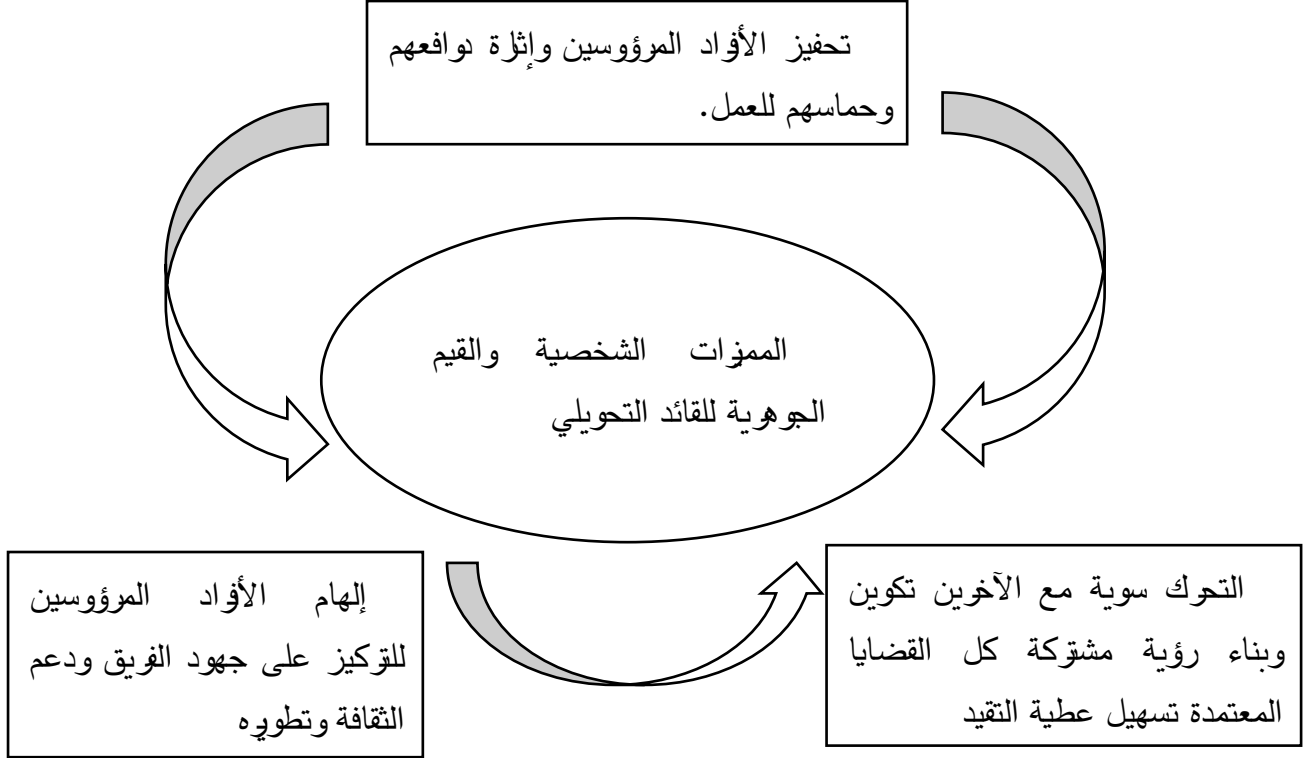 تحفيز الأفراد المرؤوسين وإثارة دوافعهم
وحماسهم للعمل.
المميزات الشخصية والقيم
الجوهرية للقائد التحويلي
التحرك سوية مع الآخرين تكوين
وبناء رؤية مشتركة كل القضايا
المعتمدة تسهيل عطية التقيد
إلهام الأفراد المرؤوسين
للتركيز على جهود الفريق ودعم
الثقافة وتطويره